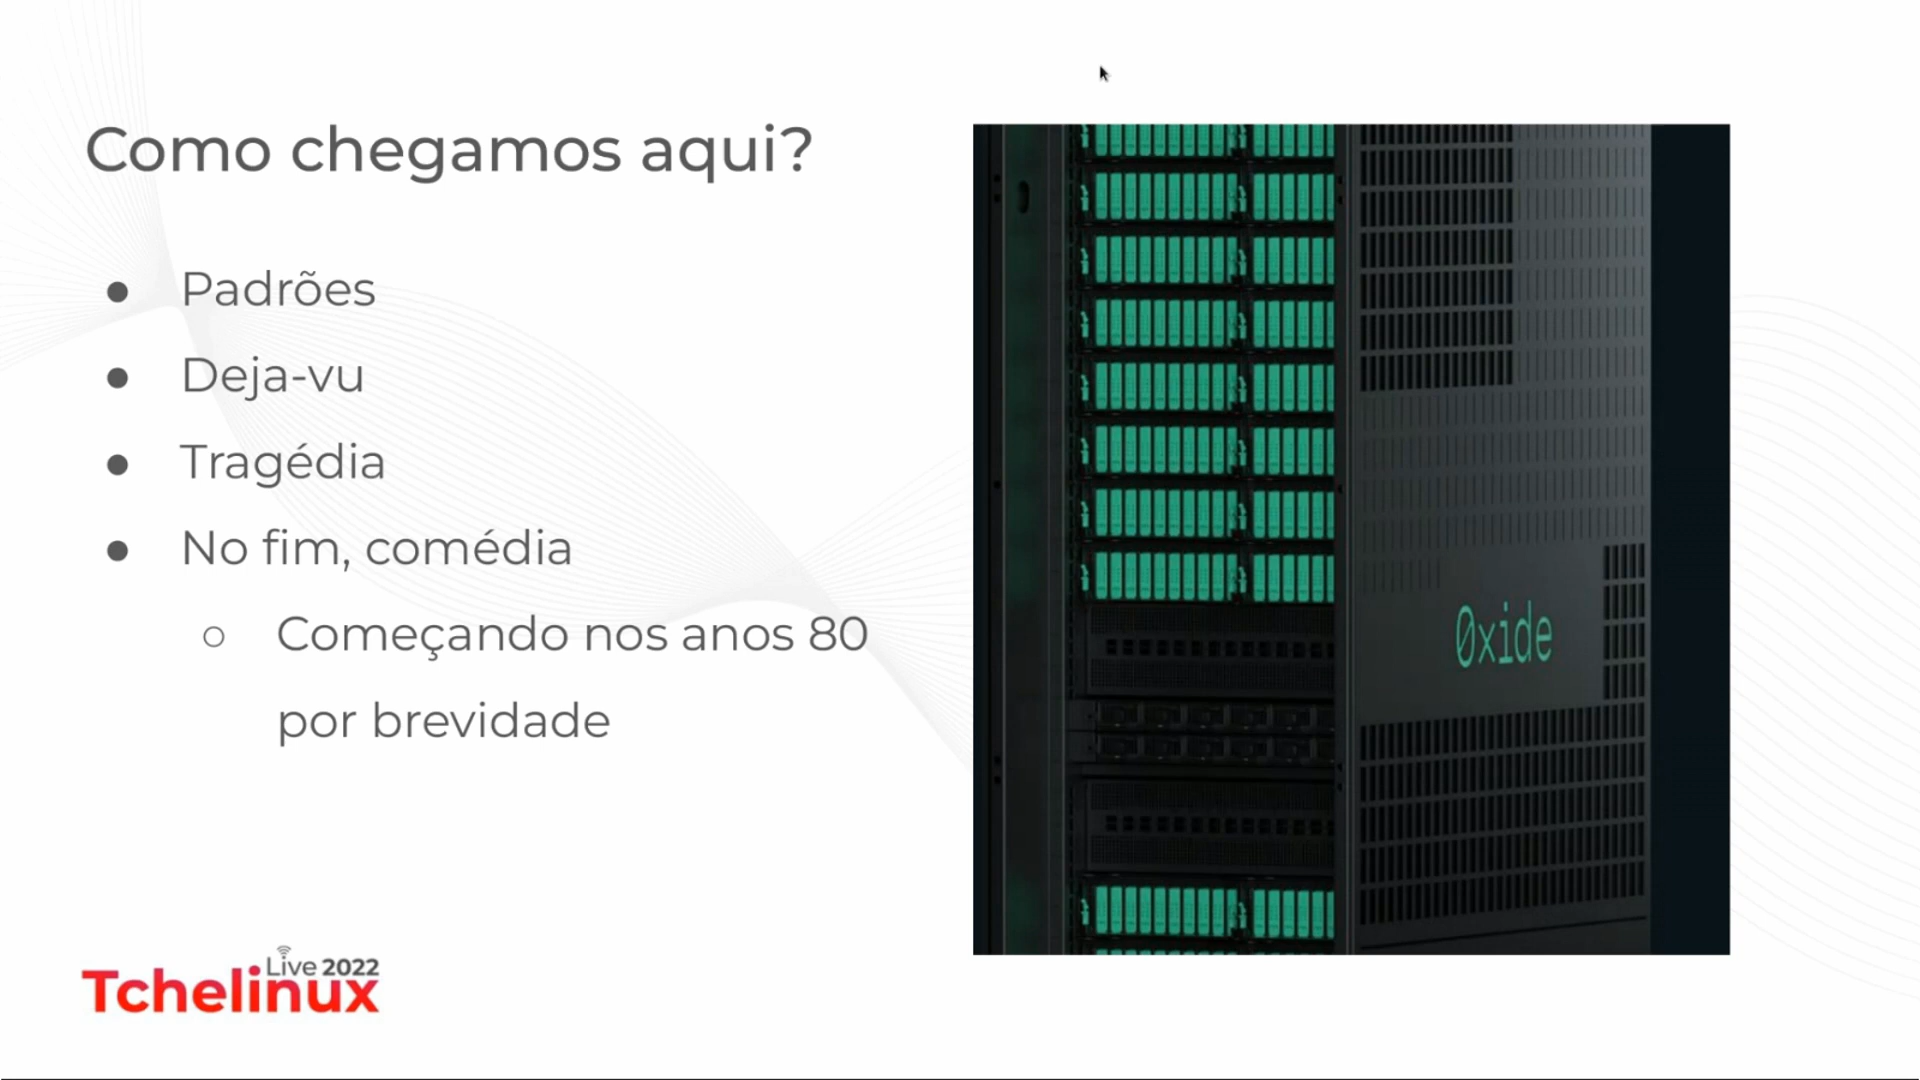 Como chegamos aqui?
● Padrões
● Deja-vu
● Tragédia
● No fim, comédia
○ Começando nos anos 80
por brevidade
0xide
Live 2022
Tchelinux